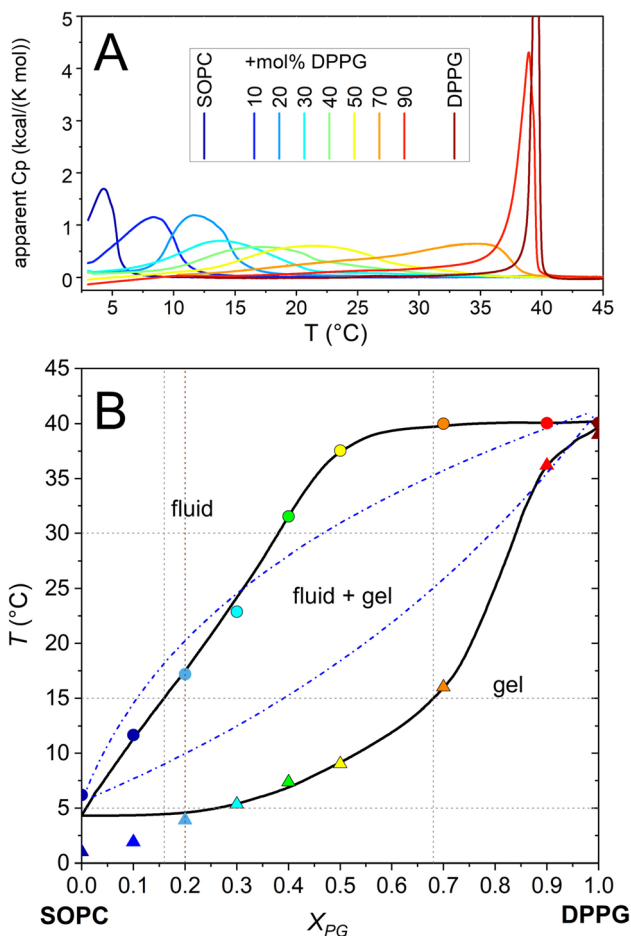 A
apparent Cp (kcal/(K mol))
5
4
3
2
1
0
SOPC
+mol% DPPG
10
20
30
40
50
70
90
DPPG
5 10 15 20 25 30 35 40 45
T (°C)
B
T (°C)
45
40
35
30
25
20
15
10
5
0
fluid
fluid + gel
gel
0.0 0.1 0.2 0.3 0.4 0.5 0.6 0.7 0.8 0.9 1.0
SOPC X_PG DPPG